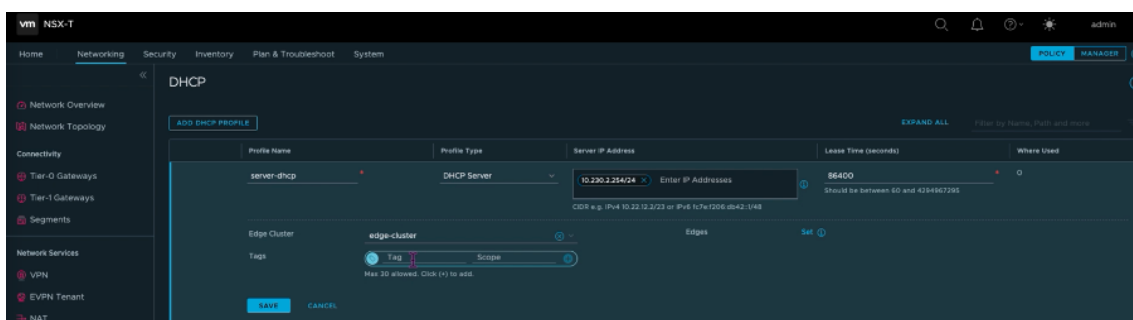 vm NSX-T admin
Home Networking Security Inventory Plan & Troubleshoot System POLICY MANAGER
DHCP
Network Overview
Network Topology
ADD DHCP PROFILE EXPAND ALL Filter by Name, Path and more
Connectivity Profile Name Profile Type Server IP Address Lease Time (seconds) Where Used
Tier-0 Gateways server-dhcp * DHCP Server 10.230.2.254/24 × Enter IP Addresses 86400 * 0
Tier-1 Gateways Should be between 60 and 4294967295
Segments CIDR e.g. IPv4 10.22.12.2/23 or IPv6 fc7e:f206:db42::1/48
Edge Cluster edge-cluster Edges Set
Network Services Tags Tag Scope
VPN Max 30 allowed. Click (+) to add.
EVPN Tenant SAVE CANCEL
NAT